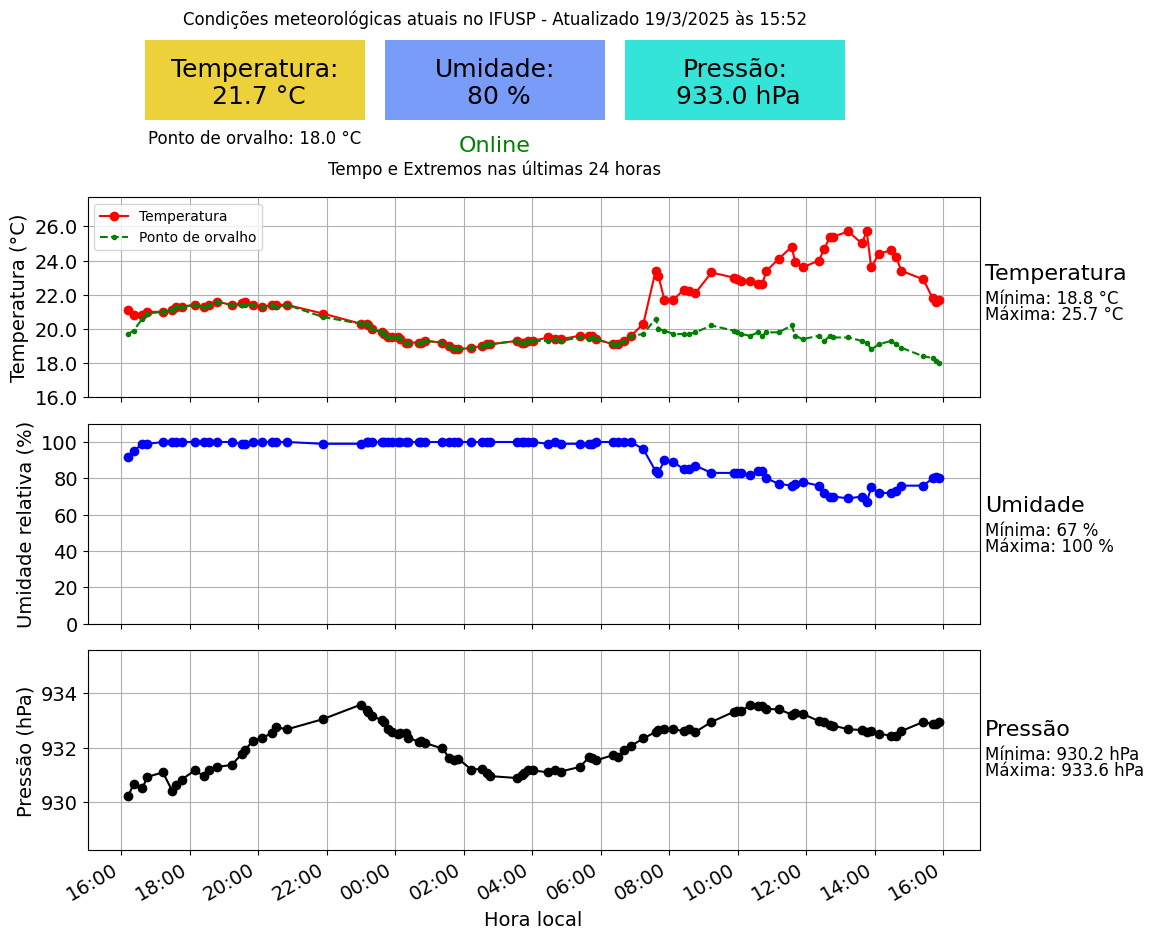 Condições meteorológicas atuais no IFUSP - Atualizado 19/3/2025 às 15:52
Temperatura:
21.7 °C
Umidade:
80 %
Pressão:
933.0 hPa
Ponto de orvalho: 18.0 °C
Online
Tempo e Extremos nas últimas 24 horas
Temperatura
Ponto de orvalho
Temperatura (°C)
26.0
24.0
22.0
20.0
18.0
16.0
Temperatura
Mínima: 18.8 °C
Máxima: 25.7 °C
Umidade relativa (%)
100
80
60
40
20
0
Umidade
Mínima: 67 %
Máxima: 100 %
Pressão (hPa)
934
932
930
Pressão
Mínima: 930.2 hPa
Máxima: 933.6 hPa
16:00 18:00 20:00 22:00 00:00 02:00 04:00 06:00 08:00 10:00 12:00 14:00 16:00
Hora local